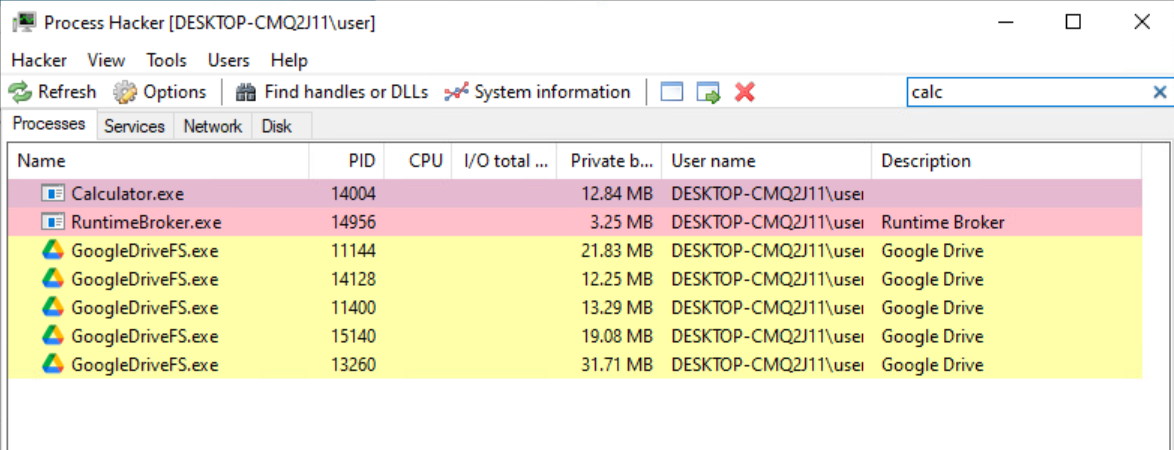 Process Hacker [DESKTOP-CMQ2J11\user]
Hacker View Tools Users Help
Refresh Options Find handles or DLLs System information calc
Processes Services Network Disk
Name PID CPU I/O total ... Private b... User name Description
Calculator.exe 14004 12.84 MB DESKTOP-CMQ2J11\user
RuntimeBroker.exe 14956 3.25 MB DESKTOP-CMQ2J11\user Runtime Broker
GoogleDriveFS.exe 11144 21.83 MB DESKTOP-CMQ2J11\user Google Drive
GoogleDriveFS.exe 14128 12.25 MB DESKTOP-CMQ2J11\user Google Drive
GoogleDriveFS.exe 11400 13.29 MB DESKTOP-CMQ2J11\user Google Drive
GoogleDriveFS.exe 15140 19.08 MB DESKTOP-CMQ2J11\user Google Drive
GoogleDriveFS.exe 13260 31.71 MB DESKTOP-CMQ2J11\user Google Drive